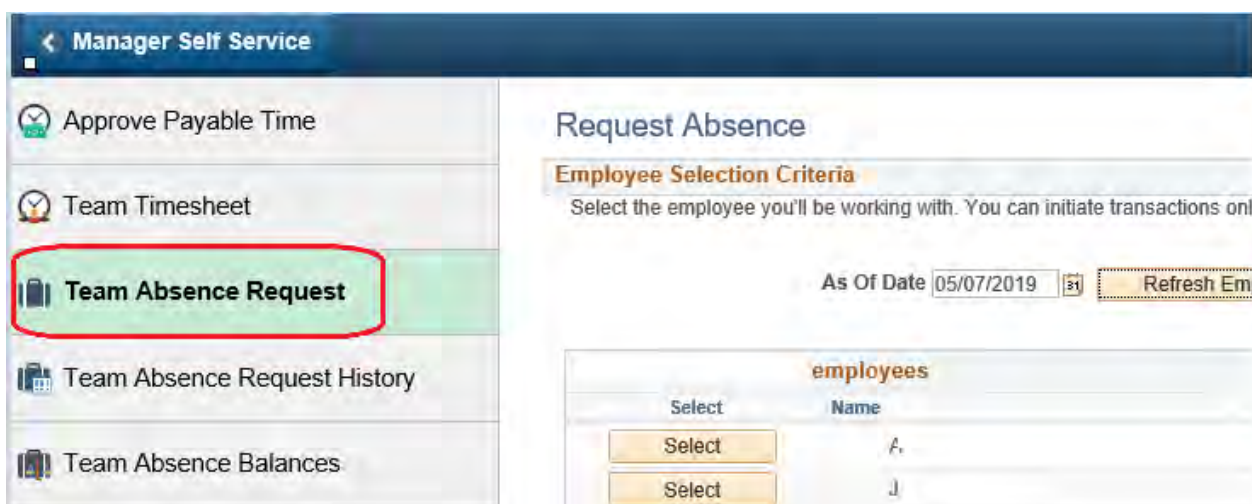 Manager Self Service
Approve Payable Time
Team Timesheet
Team Absence Request
Team Absence Request History
Team Absence Balances
Request Absence
Employee Selection Criteria
Select the employee you'll be working with. You can initiate transactions onl
As Of Date 05/07/2019 31 Refresh Em
employees
Select Name
Select A.
Select J